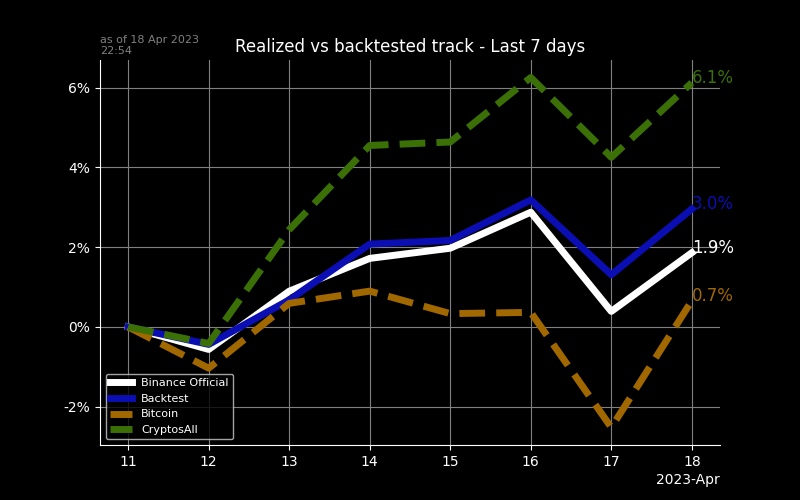 as of 18 Apr 2023
22:54
Realized vs backtested track - Last 7 days
6%
4%
2%
0%
-2%
6.1%
3.0%
1.9%
0.7%
Binance Official
Backtest
Bitcoin
CryptosAll
11 12 13 14 15 16 17 18
2023-Apr